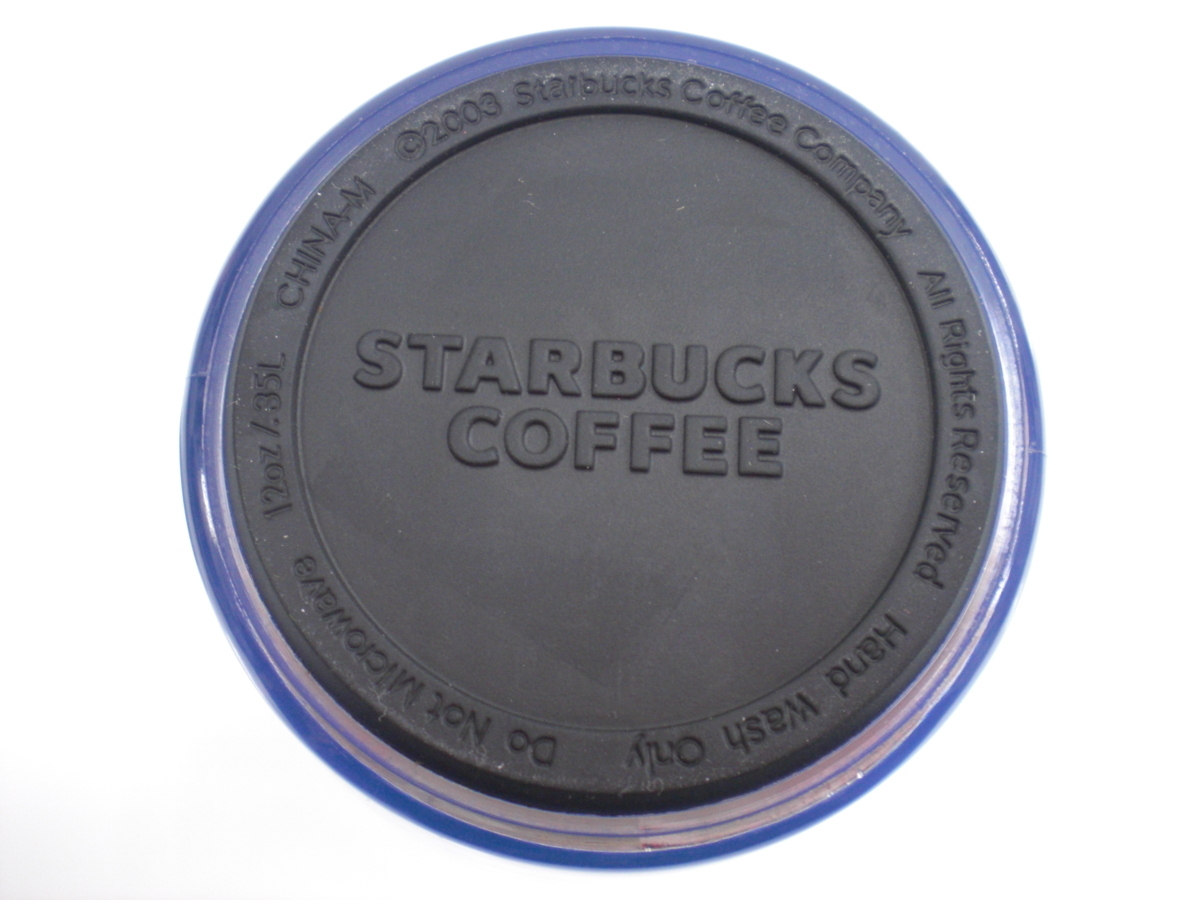 STARBUCKS
COFFEE
©2003 Starbucks Coffee Company All Rights Reserved Hand Wash Only Do Not Microwave 12oz/.35L CHINA-M